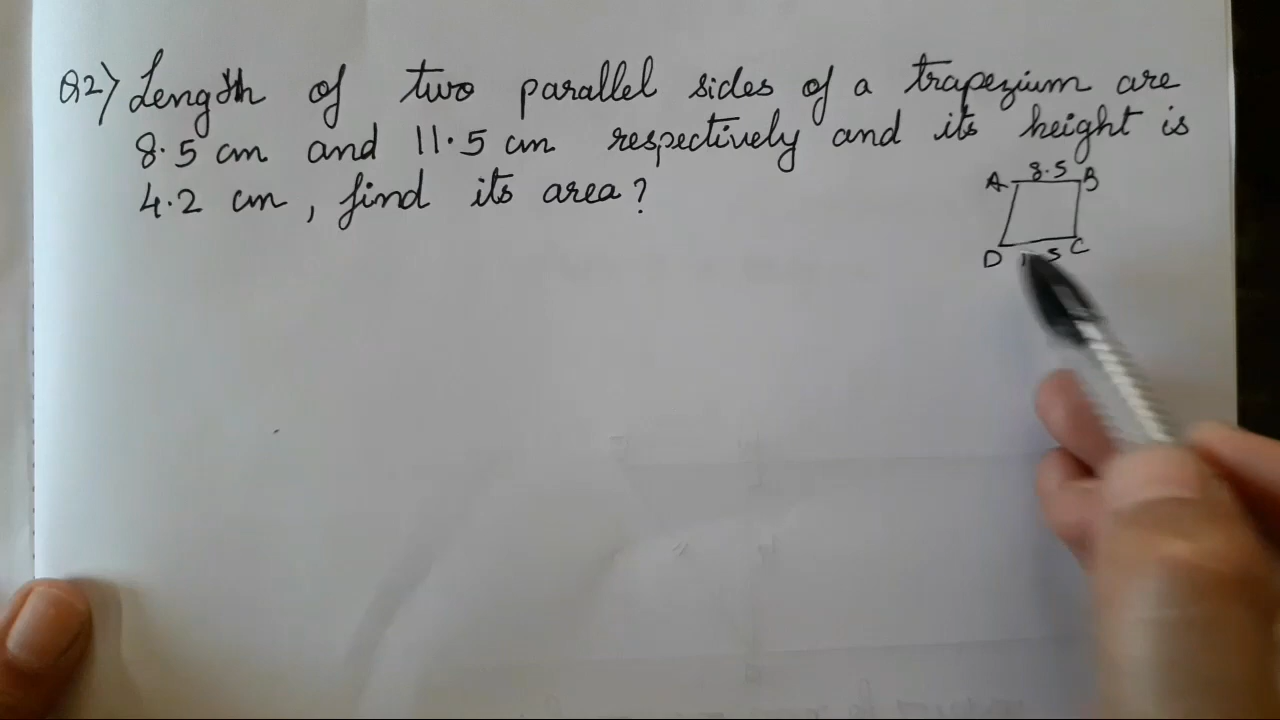 Q2) Length of two parallel sides of a trapezium are
8.5 cm and 11.5 cm respectively and its height is
4.2 cm, find its area?
A 8.5 B
D C